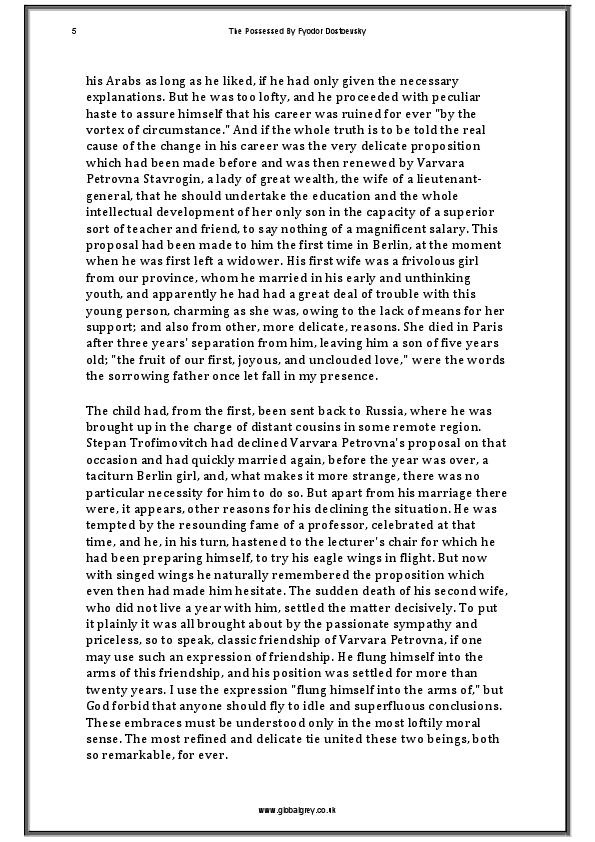 5
The Possessed By Fyodor Dostoevsky
his Arabs as long as he liked, if he had only given the necessary
explanations. But he was too lofty, and he proceeded with peculiar
haste to assure himself that his career was ruined for ever "by the
vortex of circumstance." And if the whole truth is to be told the real
cause of the change in his career was the very delicate proposition
which had been made before and was then renewed by Varvara
Petrovna Stavrogin, a lady of great wealth, the wife of a lieutenant-
general, that he should undertake the education and the whole
intellectual development of her only son in the capacity of a superior
sort of teacher and friend, to say nothing of a magnificent salary. This
proposal had been made to him the first time in Berlin, at the moment
when he was first left a widower. His first wife was a frivolous girl
from our province, whom he married in his early and unthinking
youth, and apparently he had had a great deal of trouble with this
young person, charming as she was, owing to the lack of means for her
support; and also from other, more delicate, reasons. She died in Paris
after three years' separation from him, leaving him a son of five years
old; "the fruit of our first, joyous, and unclouded love," were the words
the sorrowing father once let fall in my presence.
The child had, from the first, been sent back to Russia, where he was
brought up in the charge of distant cousins in some remote region.
Stepan Trofimovitch had declined Varvara Petrovna's proposal on that
occasion and had quickly married again, before the year was over, a
taciturn Berlin girl, and, what makes it more strange, there was no
particular necessity for him to do so. But apart from his marriage there
were, it appears, other reasons for his declining the situation. He was
tempted by the resounding fame of a professor, celebrated at that
time, and he, in his turn, hastened to the lecturer's chair for which he
had been preparing himself, to try his eagle wings in flight. But now
with singed wings he naturally remembered the proposition which
even then had made him hesitate. The sudden death of his second wife,
who did not live a year with him, settled the matter decisively. To put
it plainly it was all brought about by the passionate sympathy and
priceless, so to speak, classic friendship of Varvara Petrovna, if one
may use such an expression of friendship. He flung himself into the
arms of this friendship, and his position was settled for more than
twenty years. I use the expression "flung himself into the arms of," but
God forbid that anyone should fly to idle and superfluous conclusions.
These embraces must be understood only in the most loftily moral
sense. The most refined and delicate tie united these two beings, both
so remarkable, for ever.
www.globalgrey.co.uk